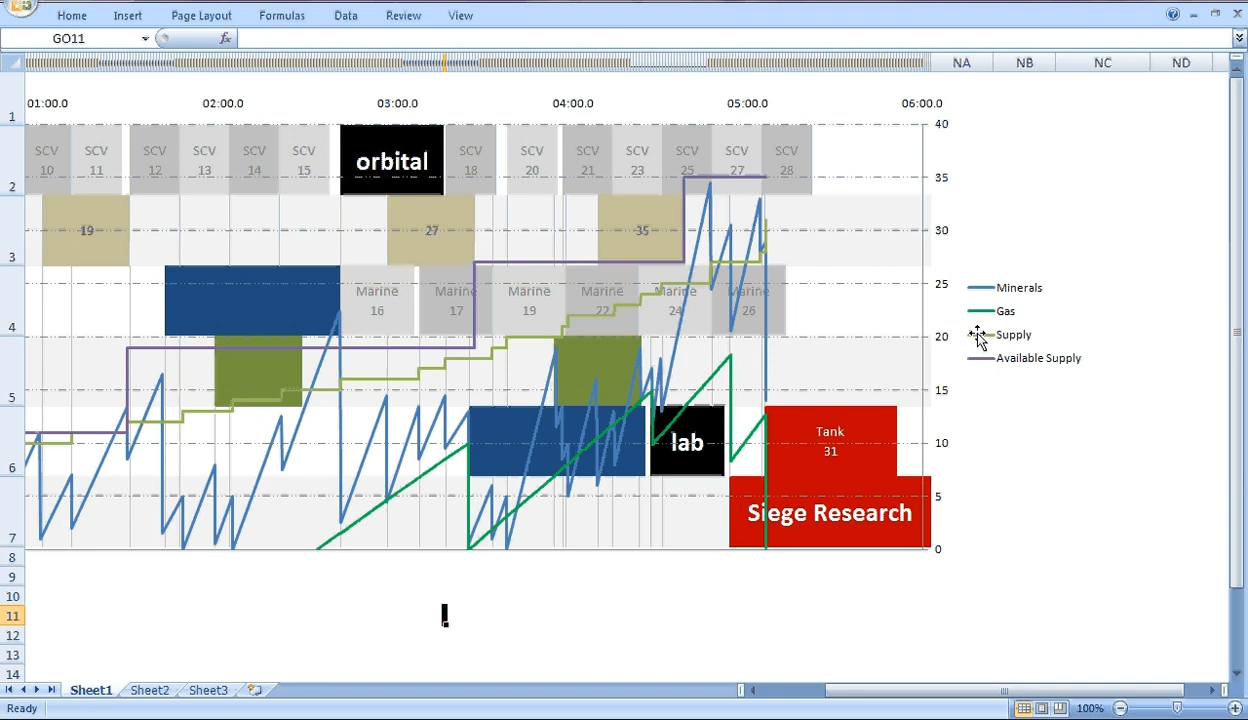 Home Insert Page Layout Formulas Data Review View
GO11 fx
NA NB NC ND
01:00.0 02:00.0 03:00.0 04:00.0 05:00.0 06:00.0
1 40
SCV 10 SCV 11 SCV 12 SCV 13 SCV 14 SCV 15 orbital SCV 18 SCV 20 SCV 21 SCV 23 SCV 25 SCV 27 SCV 28
2 35
19 27 35 30
3
25 Minerals
Marine 16 Marine 17 Marine 19 Marine 22 Marine 24 Marine 26
Gas
4 20 Supply
Available Supply
5 15
lab Tank 31 10
6
5
Siege Research
7 0
8
9
10
11
12
13
14
Sheet1 Sheet2 Sheet3
Ready 100%